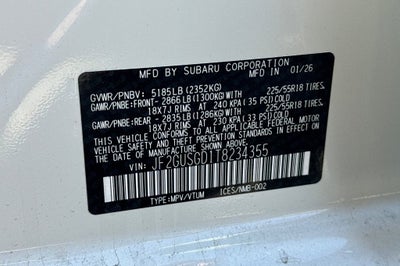 MFD BY SUBARU CORPORATION MADE IN 01/26
GVWR/PNBV: 5185LB (2352KG)
GAWR/PNBE: FRONT- 2866LB (1300KG) WITH 225/55R18 TIRES,
18X7J RIMS, AT 240 KPA (35 PSI) COLD
GAWR/PNBE: REAR - 2835LB (1286KG) WITH 225/55R18 TIRES,
18X7J RIMS, AT 230 KPA (33 PSI) COLD
THIS VEHICLE CONFORMS TO ALL APPLICABLE FEDERAL
MOTOR VEHICLE SAFETY AND
THEFT PREVENTION STANDARDS IN EFFECT ON THE DATE OF
MANUFACTURE SHOWN ABOVE.
JF2GUSGD1T8234355
TYPE:MPV/VTUM ICES/NMB-002